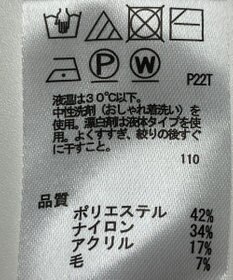 P W
P22T
液温は30℃以下。
中性洗剤(おしゃれ着洗い)を
使用。漂白剤は液体タイプを使
用。よくすすぎ、絞りの後すぐ
に干すこと。
110
品質
ポリエステル 42%
ナイロン 34%
アクリル 17%
毛 7%